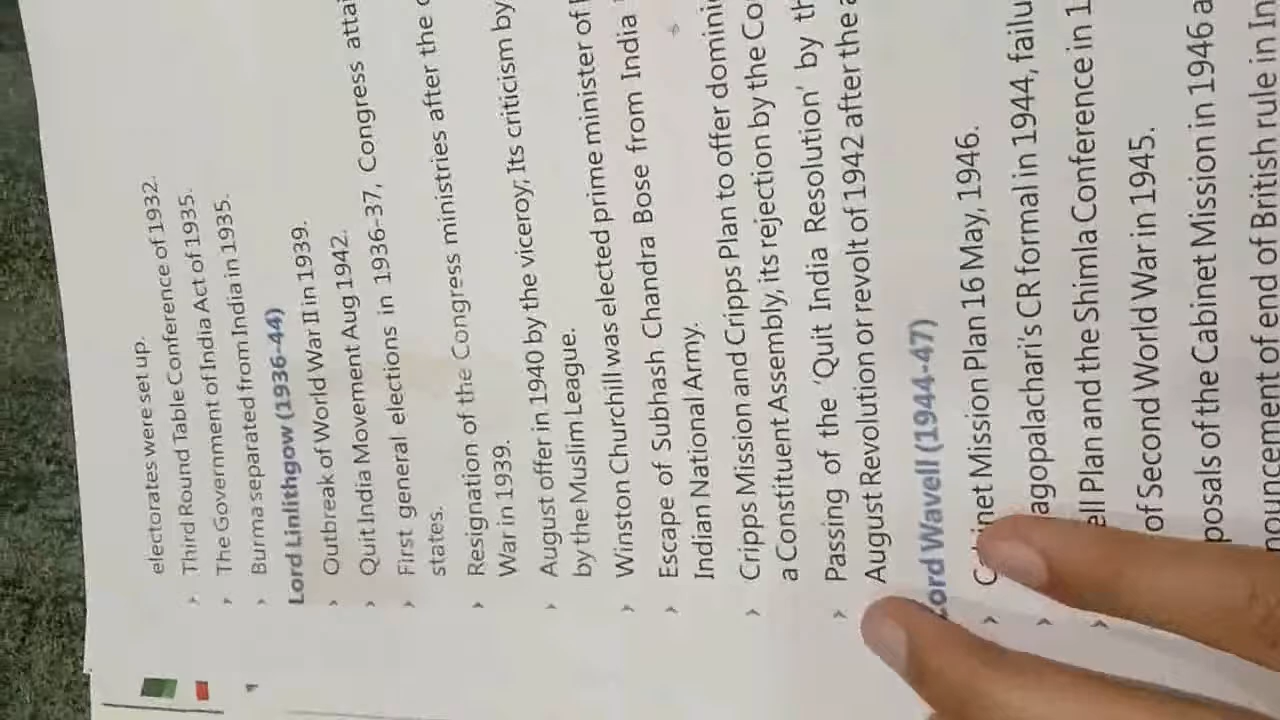 electorates were set up.
Third Round Table Conference of 1932.
The Government of India Act of 1935.
Burma separated from India in 1935.
Lord Linlithgow (1936-44)
Outbreak of World War II in 1939.
Quit India Movement Aug 1942.
First general elections in 1936-37, Congress attai
states.
Resignation of the Congress ministries after the
War in 1939.
August offer in 1940 by the viceroy; Its criticism by
by the Muslim League.
Winston Churchill was elected prime minister of
Escape of Subhash Chandra Bose from India
Indian National Army.
Cripps Mission and Cripps Plan to offer domini
a Constituent Assembly, its rejection by the Co
Passing of the ‘Quit India Resolution’ by th
August Revolution or revolt of 1942 after the a
Lord Wavell (1944-47)
Cabinet Mission Plan 16 May, 1946.
agopalachari's CR formal in 1944, failu
ell Plan and the Shimla Conference in 1
of Second World War in 1945.
posals of the Cabinet Mission in 1946 a
nouncement of end of British rule in In